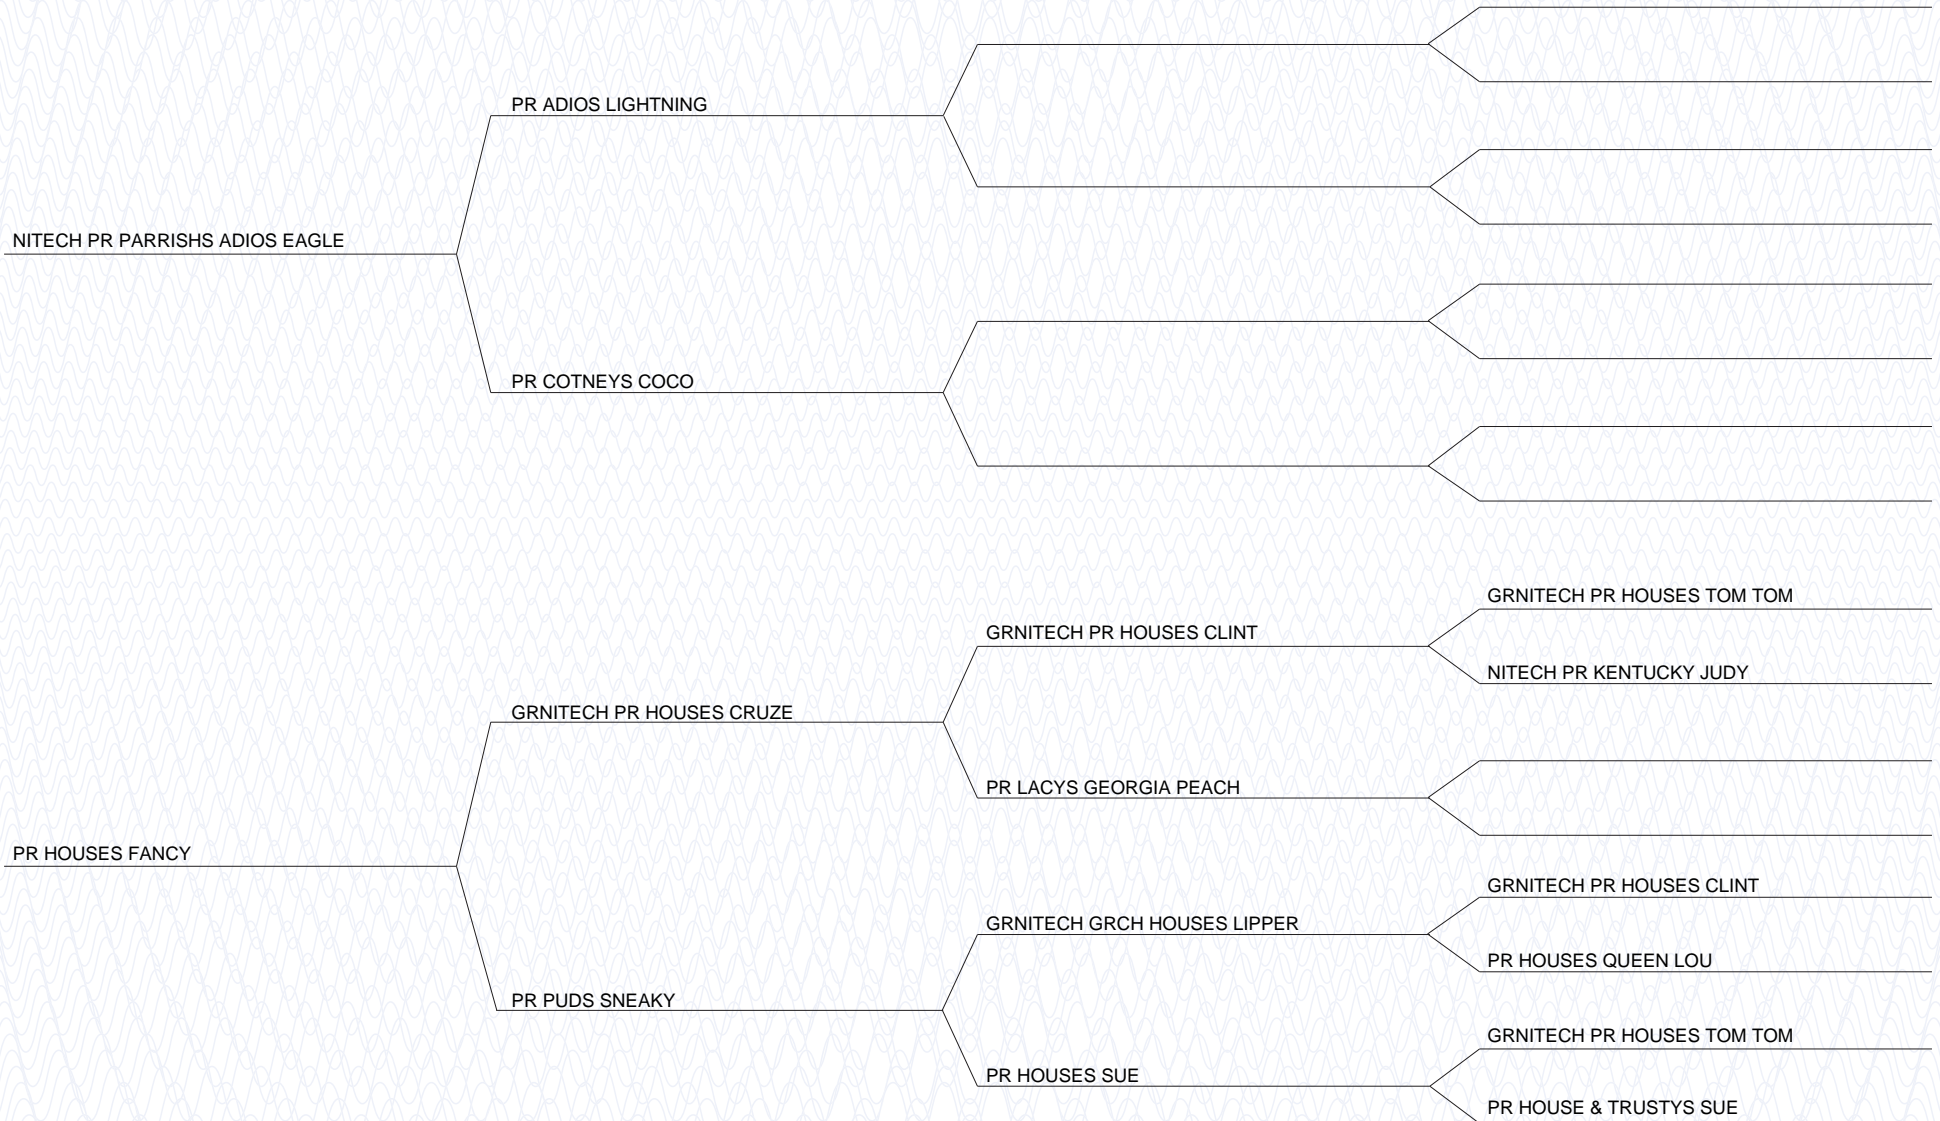 PR ADIOS LIGHTNING
NITECH PR PARRISHS ADIOS EAGLE
PR COTNEYS COCO
GRNITECH PR HOUSES TOM TOM
GRNITECH PR HOUSES CLINT
NITECH PR KENTUCKY JUDY
GRNITECH PR HOUSES CRUZE
PR LACYS GEORGIA PEACH
PR HOUSES FANCY
GRNITECH PR HOUSES CLINT
GRNITECH GRCH HOUSES LIPPER
PR HOUSES QUEEN LOU
PR PUDS SNEAKY
GRNITECH PR HOUSES TOM TOM
PR HOUSES SUE
PR HOUSE & TRUSTYS SUE